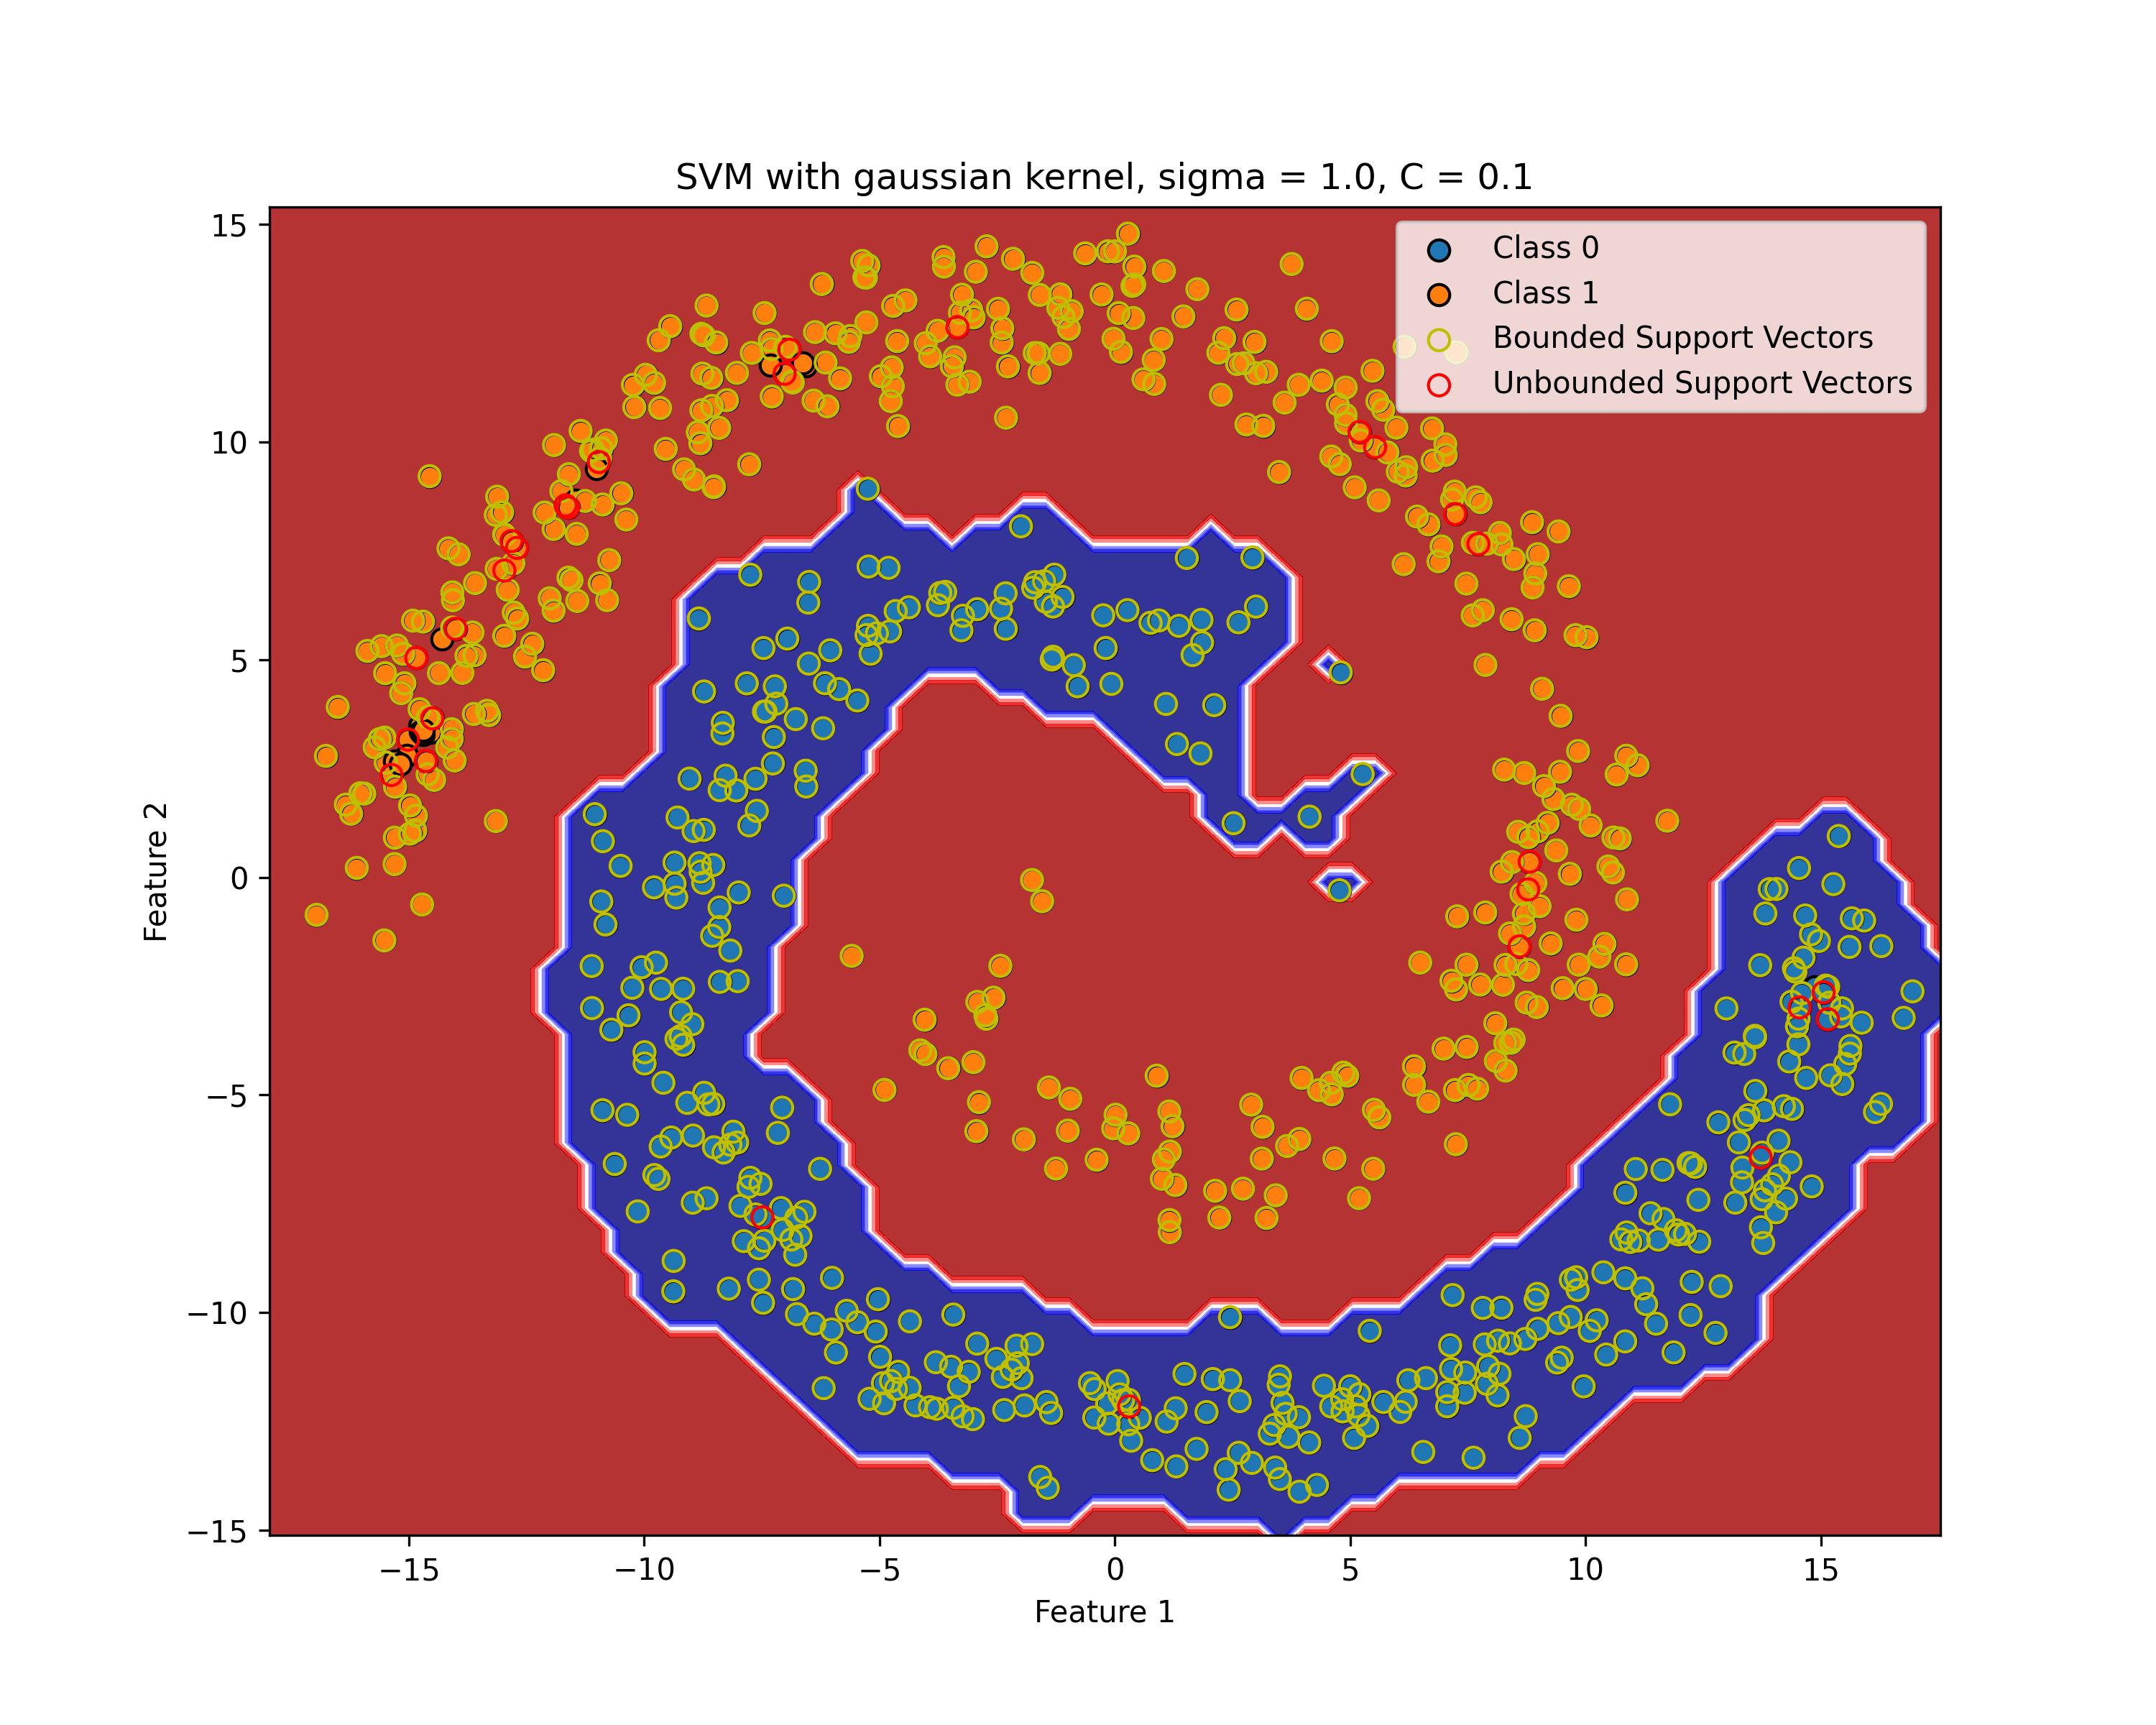 SVM with gaussian kernel, sigma = 1.0, C = 0.1
Class 0
Class 1
Bounded Support Vectors
Unbounded Support Vectors
15
10
5
0
−5
−10
−15
Feature 2
−15 −10 −5 0 5 10 15
Feature 1